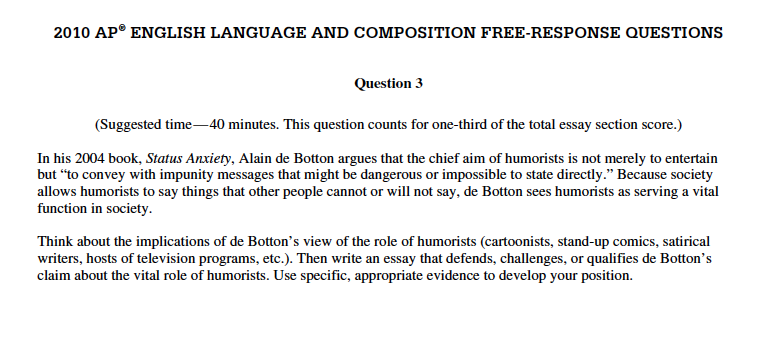 2010 AP® ENGLISH LANGUAGE AND COMPOSITION FREE-RESPONSE QUESTIONS
Question 3
(Suggested time—40 minutes. This question counts for one-third of the total essay section score.)
In his 2004 book, Status Anxiety, Alain de Botton argues that the chief aim of humorists is not merely to entertain
but “to convey with impunity messages that might be dangerous or impossible to state directly.” Because society
allows humorists to say things that other people cannot or will not say, de Botton sees humorists as serving a vital
function in society.
Think about the implications of de Botton’s view of the role of humorists (cartoonists, stand-up comics, satirical
writers, hosts of television programs, etc.). Then write an essay that defends, challenges, or qualifies de Botton’s
claim about the vital role of humorists. Use specific, appropriate evidence to develop your position.